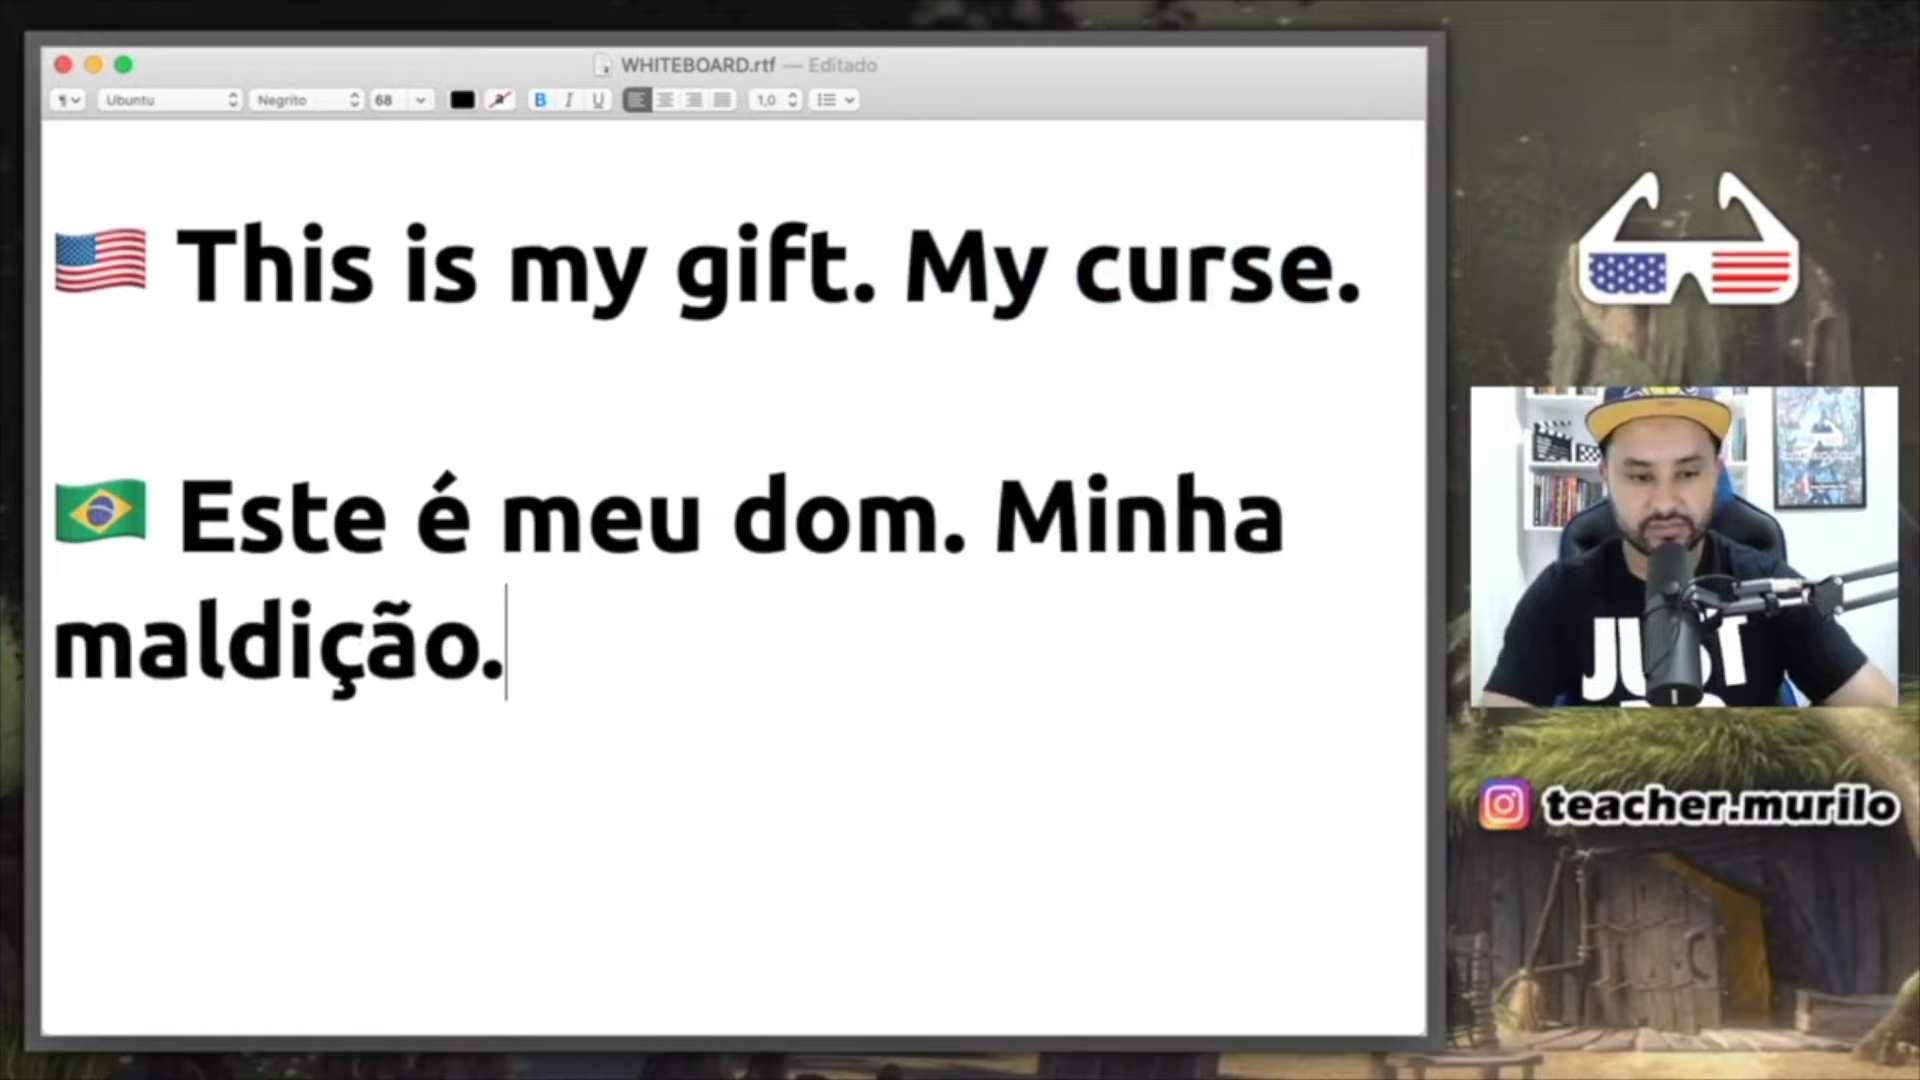 WHITEBOARD.rtf — Editado
Ubuntu Negrito 68 B I U 1,0
🇺🇸 This is my gift. My curse.
🇧🇷 Este é meu dom. Minha
maldição.
JUST
teacher.murilo